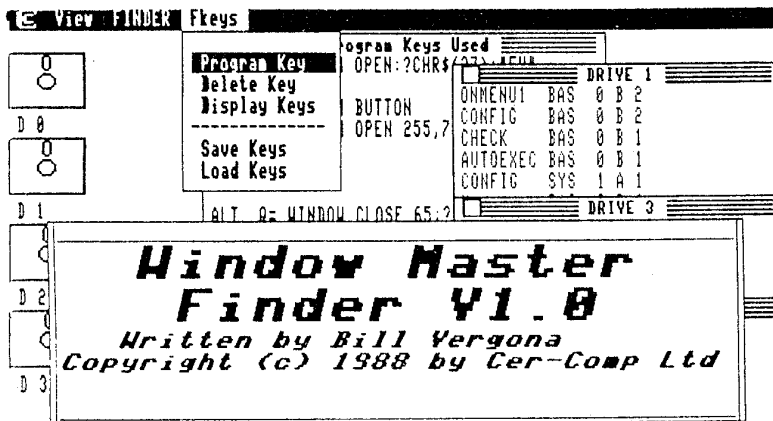 View FINDER Fkeys
Program Key
Delete Key
Display Keys
Save Keys
Load Keys
ogram Keys Used
OPEN:?CHR$(27)
BUTTON
OPEN 255,7
ALT Q= WINDOW CLOSE 65:?
DRIVE 1
ONMENU1 BAS 0 B 2
CONFIG BAS 0 B 2
CHECK BAS 0 B 1
AUTOEXEC BAS 0 B 1
CONFIG SYS 1 A 1
DRIVE 3
D 0
D 1
D 2
D 3
Window Master
Finder V1.0
Written by Bill Vergona
Copyright (c) 1988 by Cer-Comp Ltd